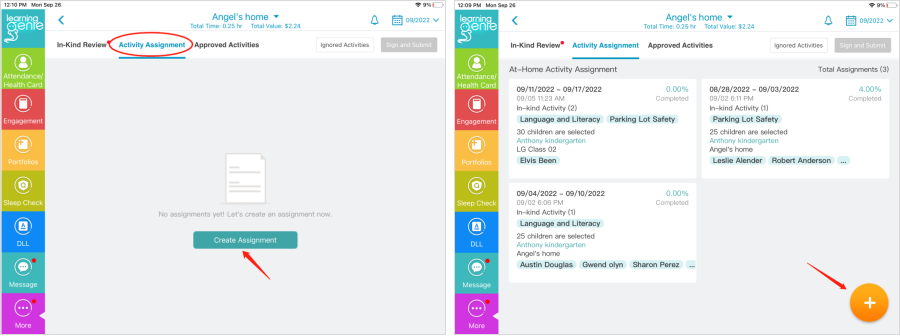 12:10 PM Mon Sep 26
learning
Genie
Angel's home
Total Time: 0.25 hr Total Value: $2.24
09/2022
In-Kind Review
Activity Assignment
Approved Activities
Ignored Activities
Sign and Submit
Attendance/
Health Card
Engagement
Portfolios
Sleep Check
DLL
Message
More
No assignments yet! Let's create an assignment now.
Create Assignment
12:09 PM Mon Sep 26
learning
Genie
Angel's home
Total Time: 0.25 hr Total Value: $2.24
09/2022
In-Kind Review
Activity Assignment
Approved Activities
Ignored Activities
Sign and Submit
Attendance/
Health Card
Engagement
Portfolios
Sleep Check
DLL
Message
More
At-Home Activity Assignment
Total Assignments (3)
09/11/2022 – 09/17/2022 0.00%
09/05 11:23 AM Completed
In-kind Activity (2)
Language and Literacy Parking Lot Safety
30 children are selected
Anthony kindergarten
LG Class 02
Elvis Been
08/28/2022 – 09/03/2022 4.00%
09/02 6:11 PM Completed
In-kind Activity (1)
Parking Lot Safety
25 children are selected
Anthony kindergarten
Angel's home
Leslie Alender Robert Anderson ...
09/04/2022 – 09/10/2022 0.00%
09/02 6:06 PM Completed
In-kind Activity (1)
Language and Literacy
25 children are selected
Anthony kindergarten
Angel's home
Austin Douglas Gwend olyn Sharon Perez ...
+